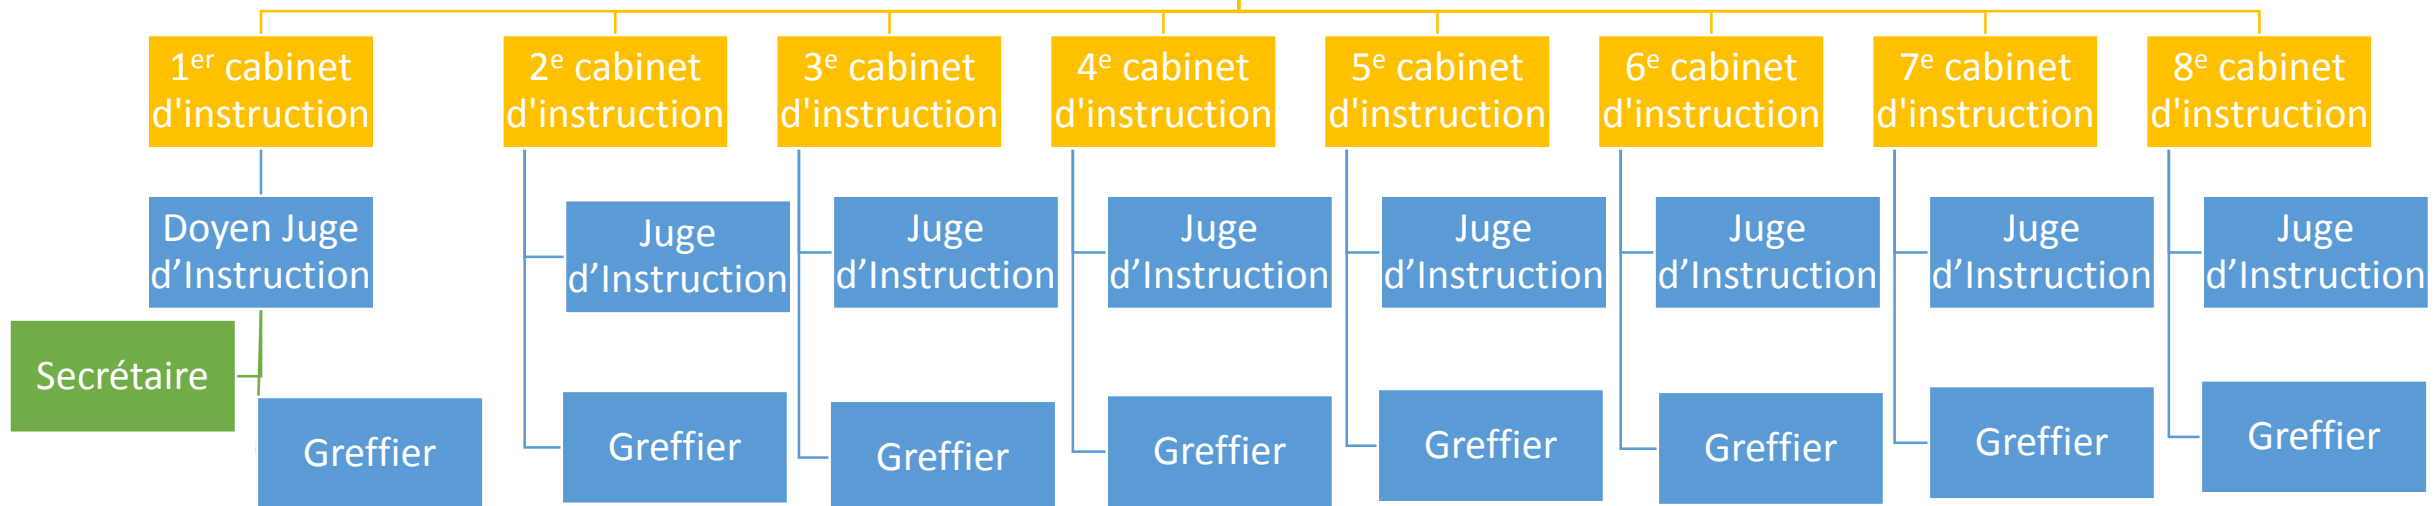 1er cabinet
d'instruction
2e cabinet
d'instruction
3e cabinet
d'instruction
4e cabinet
d'instruction
5e cabinet
d'instruction
6e cabinet
d'instruction
7e cabinet
d'instruction
8e cabinet
d'instruction
Doyen Juge
d’Instruction
Juge
d’Instruction
Juge
d’Instruction
Juge
d’Instruction
Juge
d’Instruction
Juge
d’Instruction
Juge
d’Instruction
Juge
d’Instruction
Secrétaire
Greffier
Greffier
Greffier
Greffier
Greffier
Greffier
Greffier
Greffier